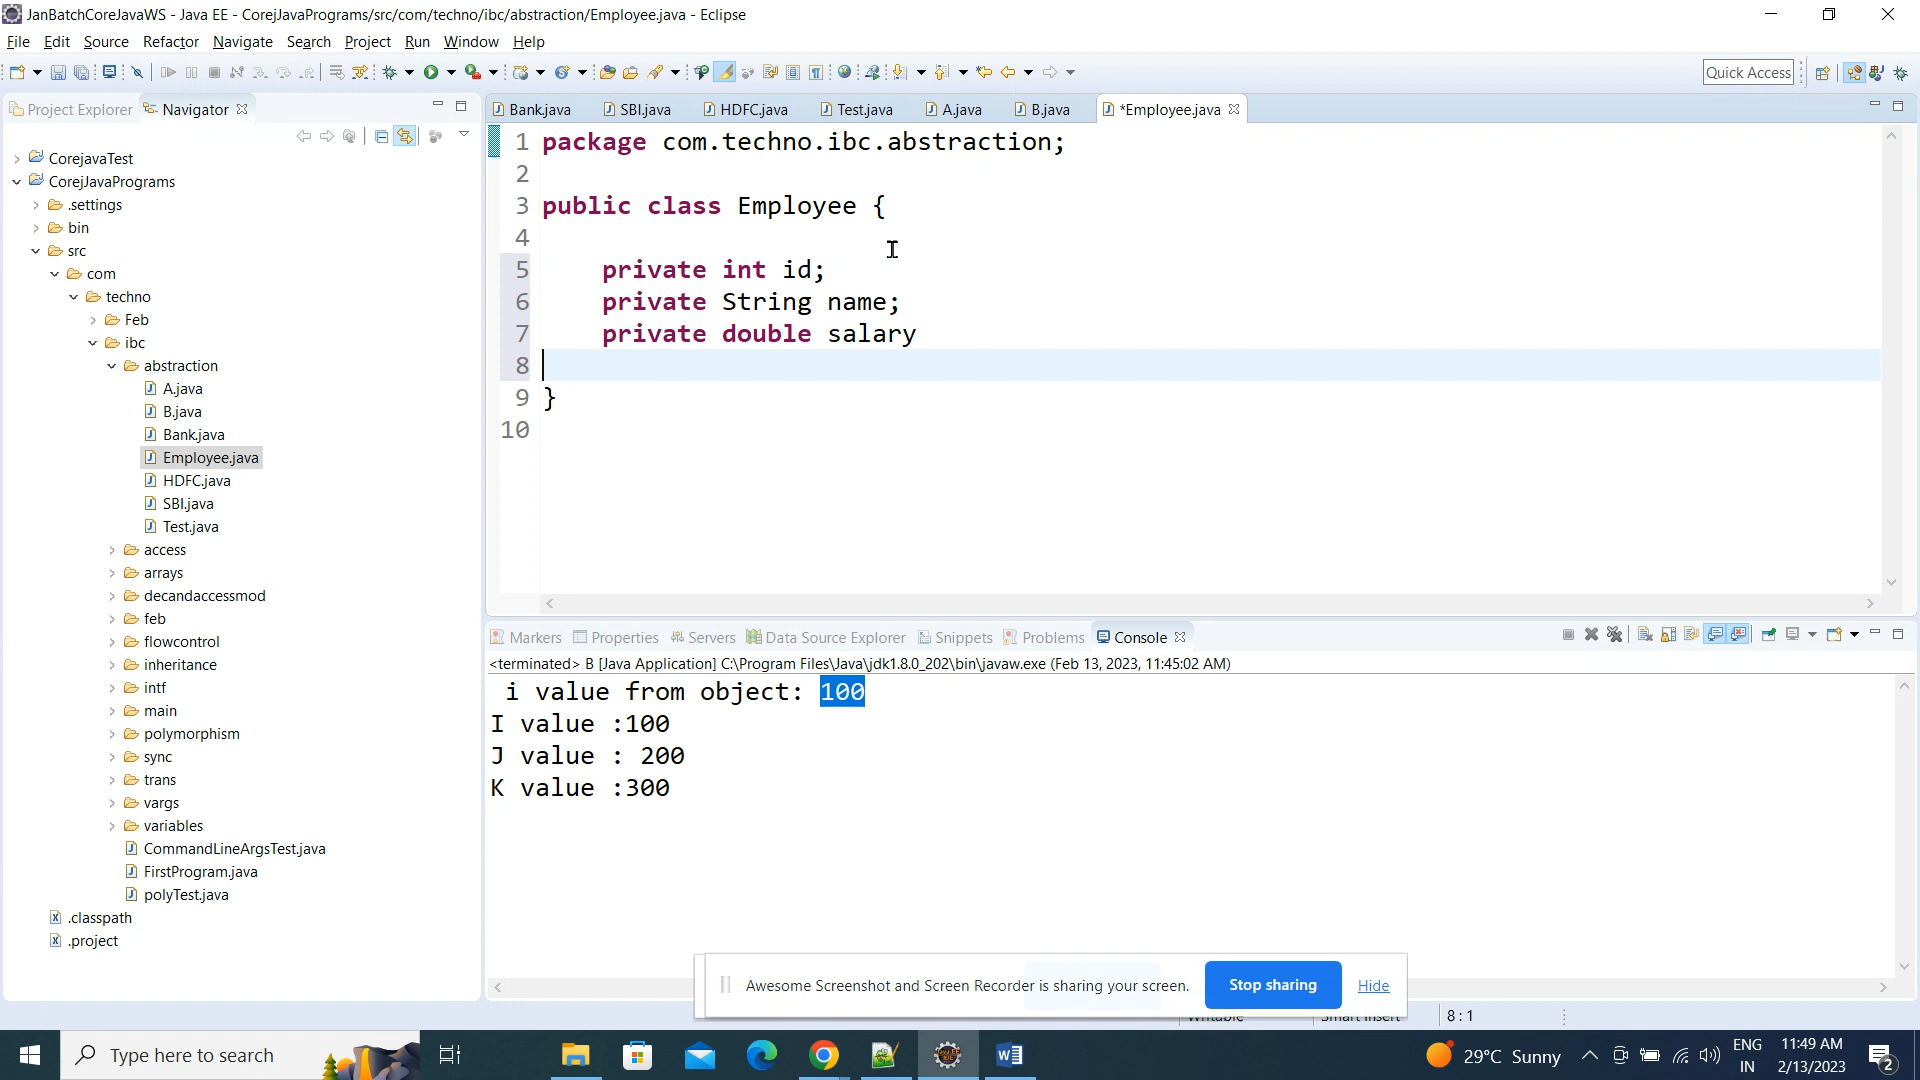 JanBatchCoreJavaWS - Java EE - CorejJavaPrograms/src/com/techno/ibc/abstraction/Employee.java - Eclipse
File Edit Source Refactor Navigate Search Project Run Window Help
Quick Access
Project Explorer Navigator
Bank.java SBI.java HDFC.java Test.java A.java B.java *Employee.java
CorejavaTest
CorejJavaPrograms
.settings
bin
src
com
techno
Feb
ibc
abstraction
A.java
B.java
Bank.java
Employee.java
HDFC.java
SBI.java
Test.java
access
arrays
decandaccessmod
feb
flowcontrol
inheritance
intf
main
polymorphism
sync
trans
vargs
variables
CommandLineArgsTest.java
FirstProgram.java
polyTest.java
.classpath
.project
1 package com.techno.ibc.abstraction;
2
3 public class Employee {
4
5 private int id;
6 private String name;
7 private double salary
8
9 }
10
Markers Properties Servers Data Source Explorer Snippets Problems Console
<terminated> B [Java Application] C:\Program Files\Java\jdk1.8.0_202\bin\javaw.exe (Feb 13, 2023, 11:45:02 AM)
i value from object: 100
I value :100
J value : 200
K value :300
Awesome Screenshot and Screen Recorder is sharing your screen. Stop sharing Hide
Writable Smart Insert 8 : 1
Type here to search
29°C Sunny
ENG
IN
11:49 AM
2/13/2023
2